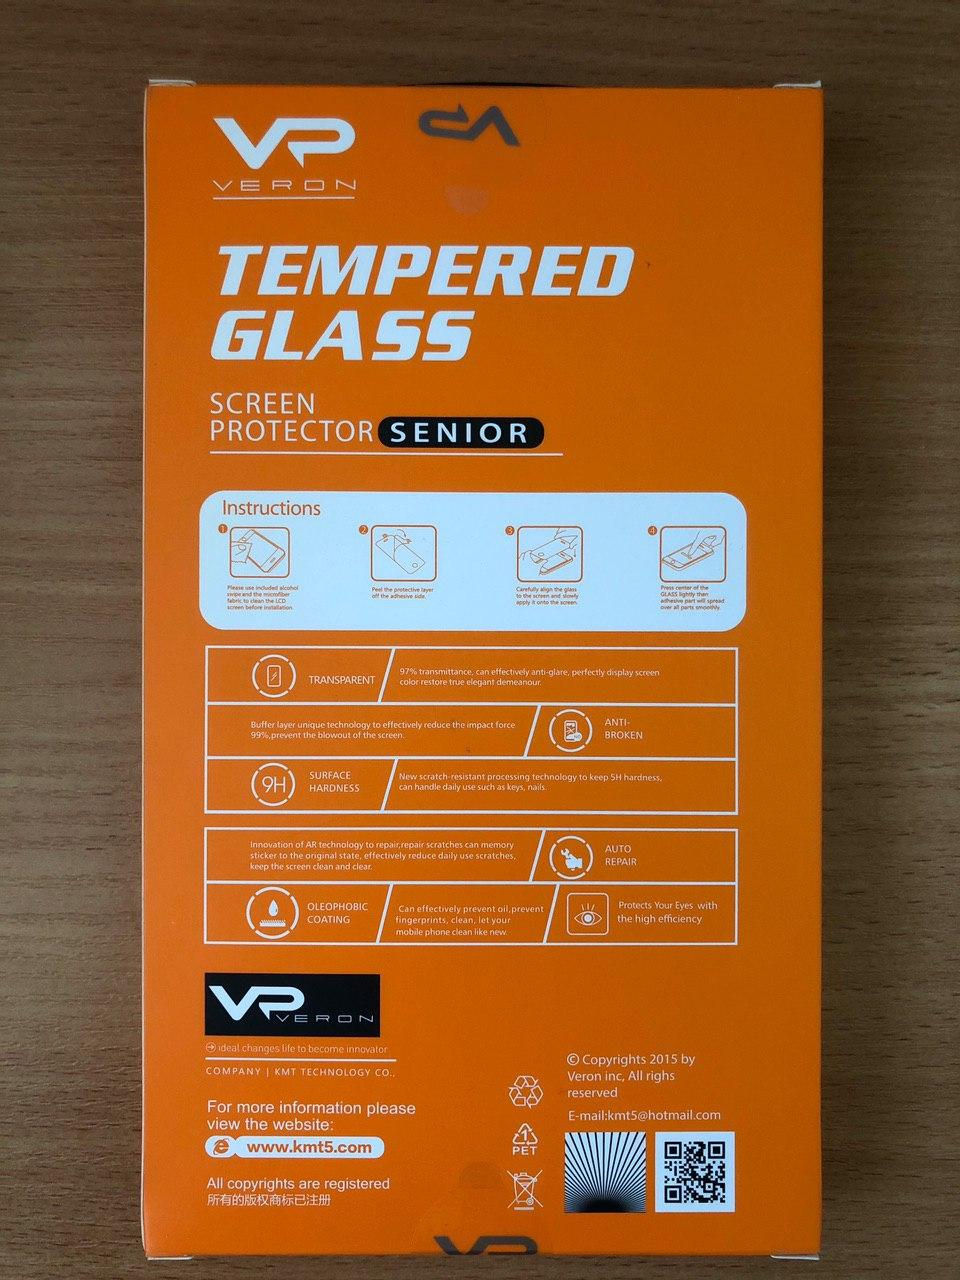 VP
VP
VERON
TEMPERED
GLASS
SCREEN
PROTECTOR SENIOR
Instructions
1
Please use included alcohol
swipe and the microfiber
fabric to clean the LCD
screen before installation.
2
Peel the protective layer
off the adhesive side.
3
Carefully align the glass
to the screen and slowly
apply it onto the screen.
4
Press center of the
GLASS lightly than
adhesive part will spread
over all parts smoothly.
TRANSPARENT
97% transmittance, can effectively anti-glare, perfectly display screen
color restore true elegant demeanour.
Buffer layer unique technology to effectively reduce the impact force
99%,prevent the blowout of the screen.
ANTI-
BROKEN
9H
SURFACE
HARDNESS
New scratch-resistant processing technology to keep 5H hardness,
can handle daily use such as keys, nails.
Innovation of AR technology to repair,repair scratches can memory
sticker to the original state, effectively reduce daily use scratches,
keep the screen clean and clear.
AUTO
REPAIR
OLEOPHOBIC
COATING
Can effectively prevent oil,prevent
fingerprints, clean, let your
mobile phone clean like new.
Protects Your Eyes with
the high efficiency
VP VERON
ideal changes life to become innovator
COMPANY | KMT TECHNOLOGY CO.,
For more information please
view the website:
www.kmt5.com
All copyrights are registered
所有的版权商标已注册
© Copyrights 2015 by
Veron inc, All righs
reserved
E-mail:kmt5@hotmail.com
1
PET
VP